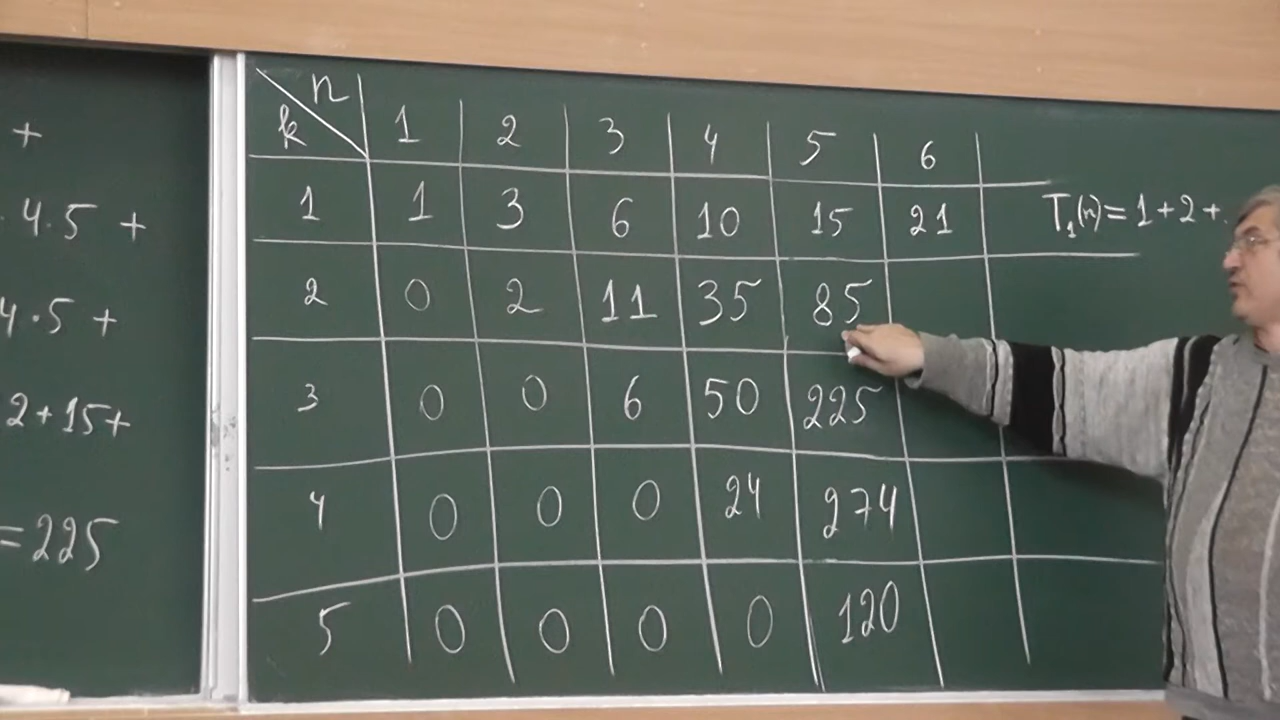 +
. 4 . 5 +
4 . 5 +
2 + 15 +
= 225
n
k 1 2 3 4 5 6
1 1 3 6 10 15 21
T₁(n) = 1 + 2 + .
2 0 2 11 35 85
3 0 0 6 50 225
4 0 0 0 24 274
5 0 0 0 0 120